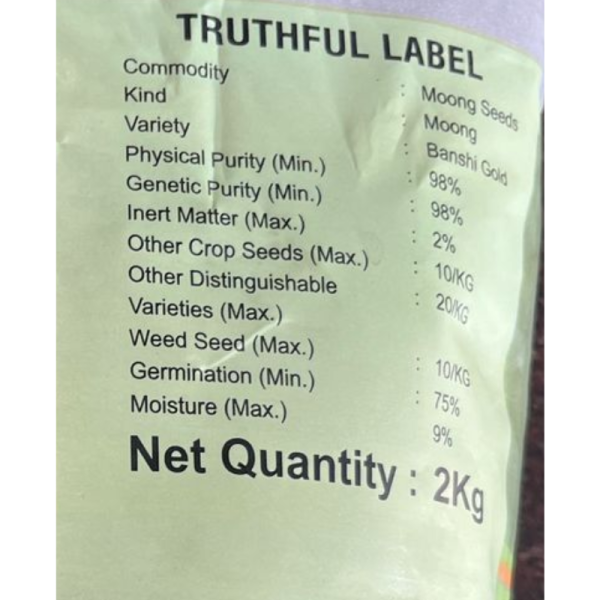 TRUTHFUL LABEL
Commodity : Moong Seeds
Kind : Moong
Variety : Banshi Gold
Physical Purity (Min.) : 98%
Genetic Purity (Min.) : 98%
Inert Matter (Max.) : 2%
Other Crop Seeds (Max.) : 10/KG
Other Distinguishable : 20/KG
Varieties (Max.)
Weed Seed (Max.) : 10/KG
Germination (Min.) : 75%
Moisture (Max.) 9%
Net Quantity : 2Kg